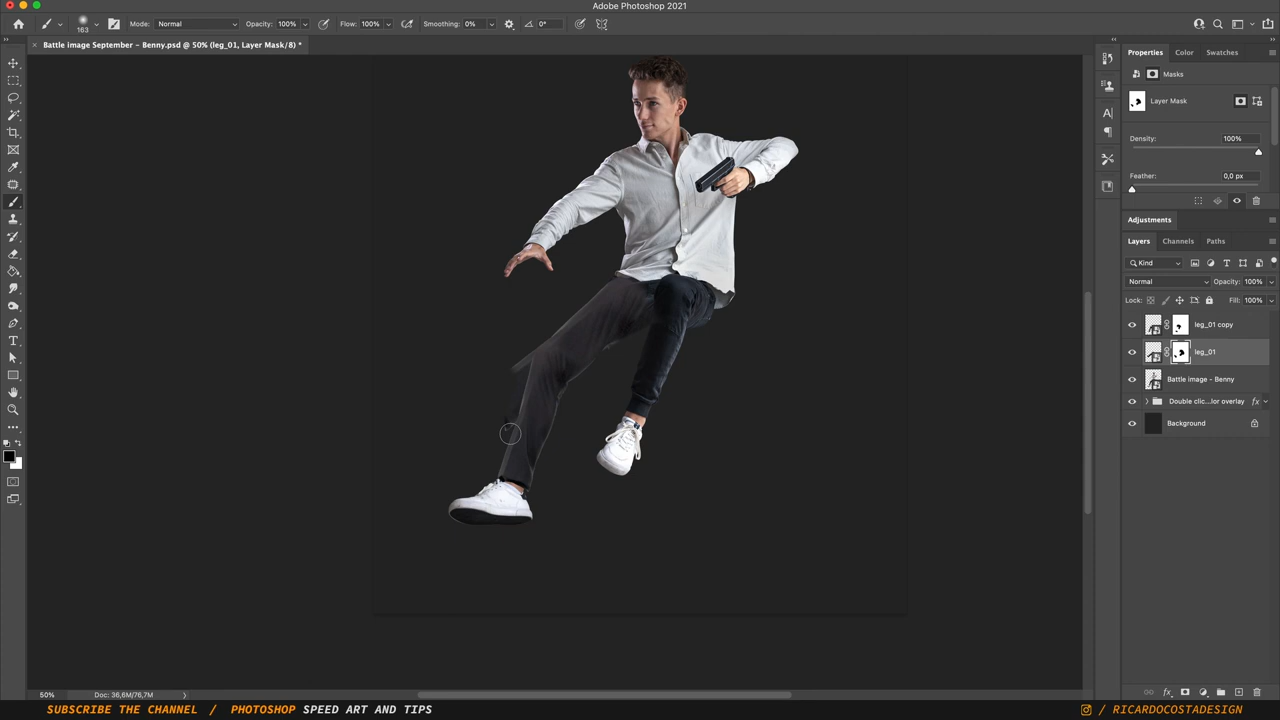 Adobe Photoshop 2021
163
Mode: Normal
Opacity: 100%
Flow: 100%
Smoothing: 0%
0°
Battle image September - Benny.psd @ 50% (leg_01, Layer Mask/8) *
Properties
Color
Swatches
Masks
Layer Mask
Density: 100%
Feather: 0,0 px
Adjustments
Layers
Channels
Paths
Kind
Normal
Opacity: 100%
Lock:
Fill: 100%
leg_01 copy
leg_01
Battle image - Benny
Double clic...lor overlay
fx
Background
50%
Doc: 36,6M/76,7M
SUBSCRIBE THE CHANNEL / PHOTOSHOP SPEED ART AND TIPS
/ RICARDOCOSTADESIGN